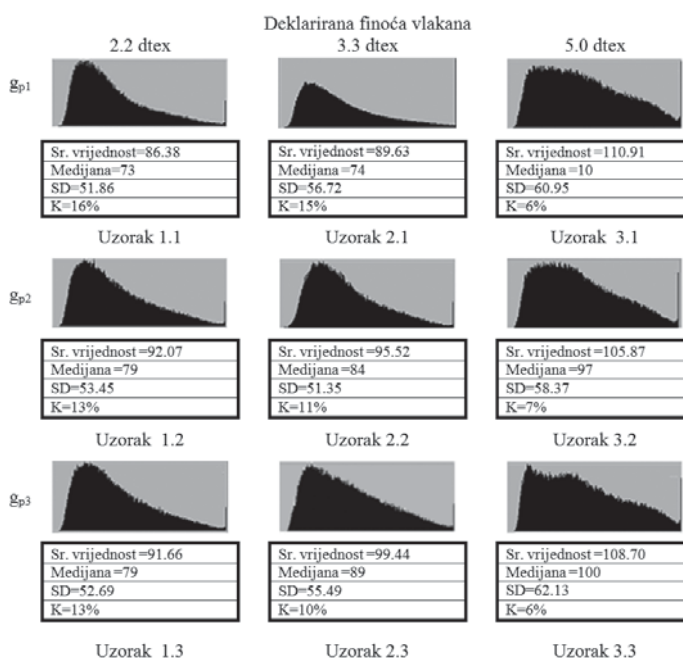 Deklarirana finoća vlakana
2.2 dtex 3.3 dtex 5.0 dtex
gp1
Sr. vrijednost=86.38 Sr. vrijednost=89.63 Sr. vrijednost=110.91
Medijana=73 Medijana=74 Medijana=10
SD=51.86 SD=56.72 SD=60.95
K=16% K=15% K=6%
Uzorak 1.1 Uzorak 2.1 Uzorak 3.1
gp2
Sr. vrijednost=92.07 Sr. vrijednost=95.52 Sr. vrijednost=105.87
Medijana=79 Medijana=84 Medijana=97
SD=53.45 SD=51.35 SD=58.37
K=13% K=11% K=7%
Uzorak 1.2 Uzorak 2.2 Uzorak 3.2
gp3
Sr. vrijednost=91.66 Sr. vrijednost=99.44 Sr. vrijednost=108.70
Medijana=79 Medijana=89 Medijana=100
SD=52.69 SD=55.49 SD=62.13
K=13% K=10% K=6%
Uzorak 1.3 Uzorak 2.3 Uzorak 3.3